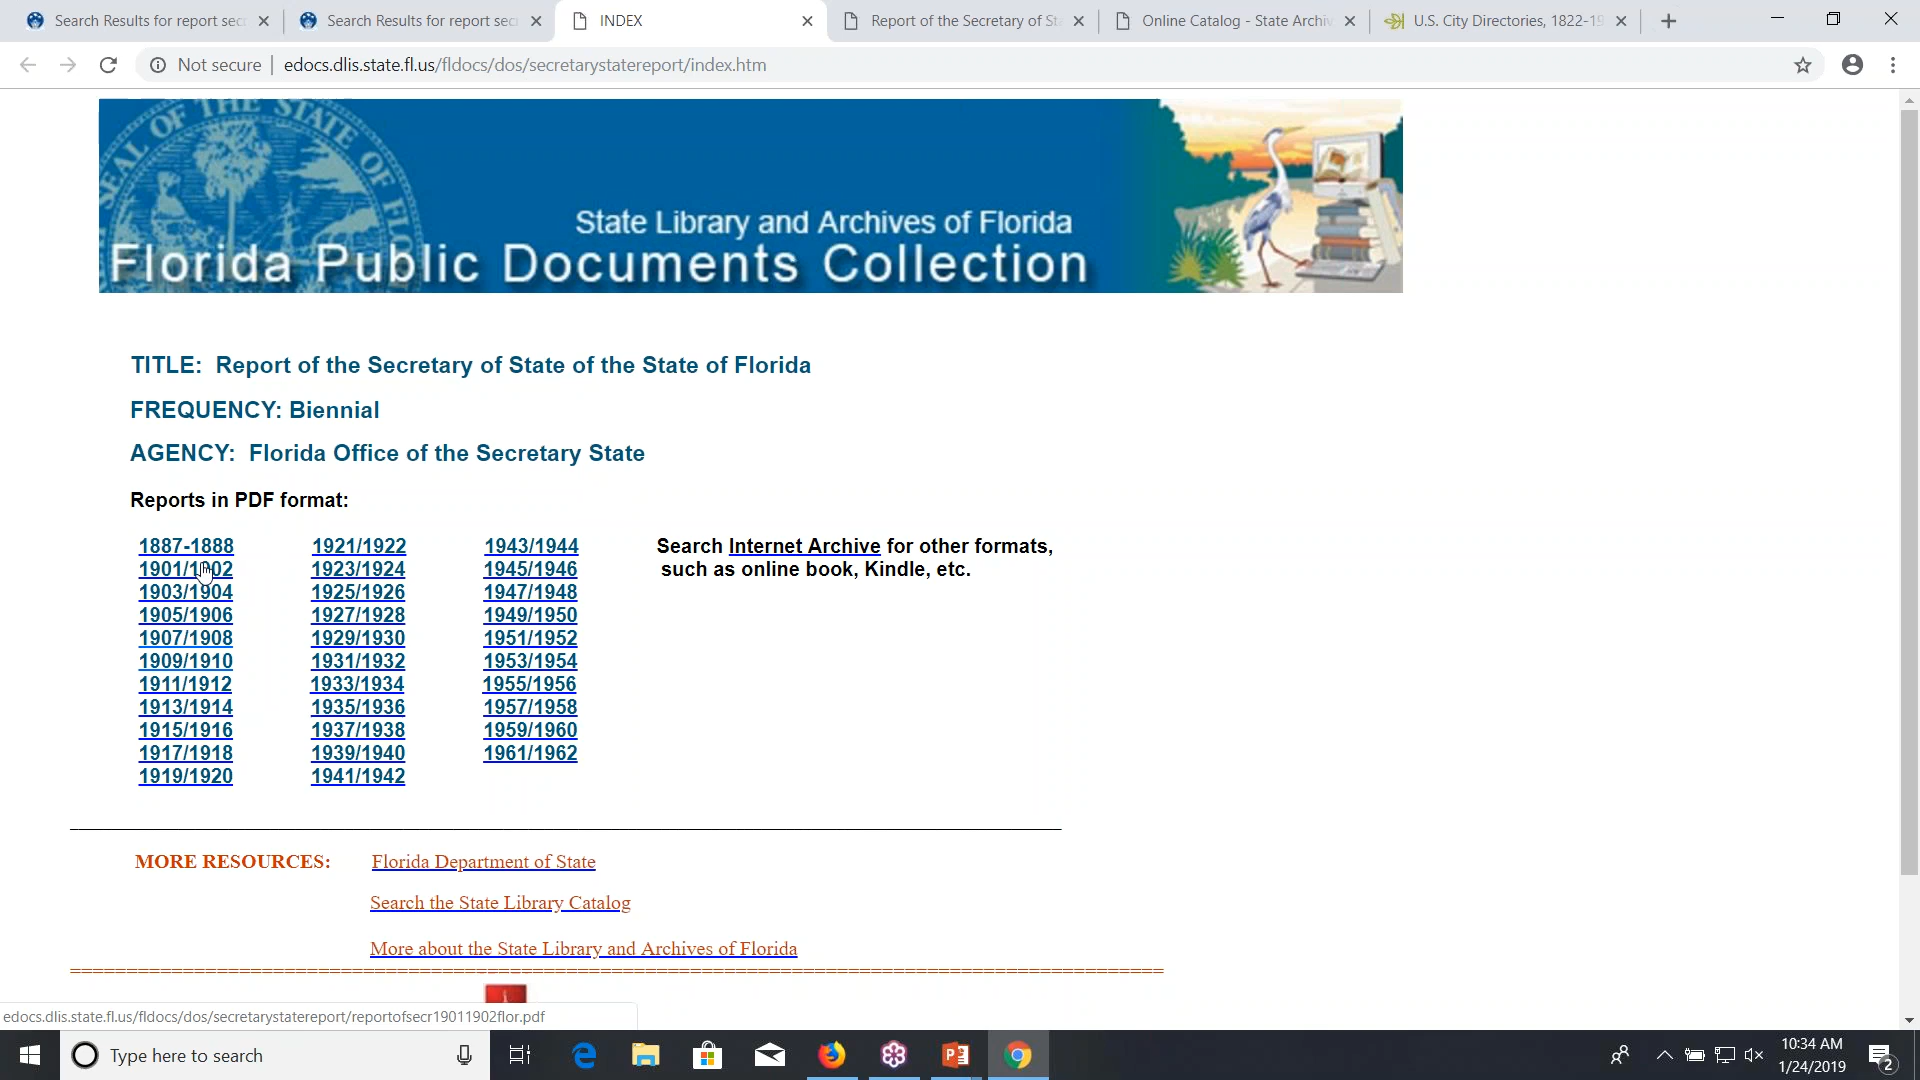 Search Results for report sec
Search Results for report sec
INDEX
Report of the Secretary of St
Online Catalog - State Archiv
U.S. City Directories, 1822-19
Not secure
edocs.dlis.state.fl.us/fldocs/dos/secretarystatereport/index.htm
SEAL OF THE STATE OF FLO
State Library and Archives of Florida
Florida Public Documents Collection
TITLE: Report of the Secretary of State of the State of Florida
FREQUENCY: Biennial
AGENCY: Florida Office of the Secretary State
Reports in PDF format:
1887-1888 1921/1922 1943/1944 Search Internet Archive for other formats,
1901/1902 1923/1924 1945/1946 such as online book, Kindle, etc.
1903/1904 1925/1926 1947/1948
1905/1906 1927/1928 1949/1950
1907/1908 1929/1930 1951/1952
1909/1910 1931/1932 1953/1954
1911/1912 1933/1934 1955/1956
1913/1914 1935/1936 1957/1958
1915/1916 1937/1938 1959/1960
1917/1918 1939/1940 1961/1962
1919/1920 1941/1942
MORE RESOURCES: Florida Department of State
Search the State Library Catalog
More about the State Library and Archives of Florida
edocs.dlis.state.fl.us/fldocs/dos/secretarystatereport/reportofsecr19011902flor.pdf
Type here to search
10:34 AM
1/24/2019
2